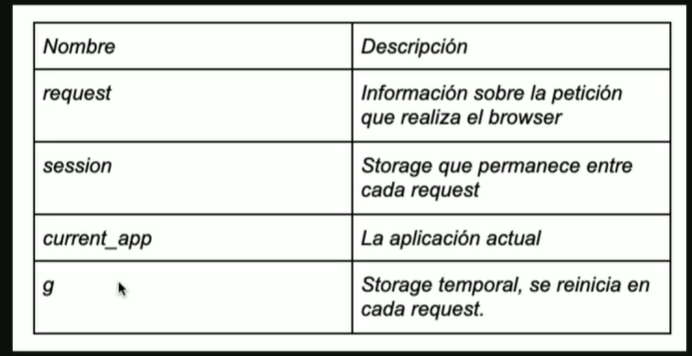 Nombre
Descripción
request
Información sobre la petición
que realiza el browser
session
Storage que permanece entre
cada request
current_app
La aplicación actual
g
Storage temporal, se reinicia en
cada request.